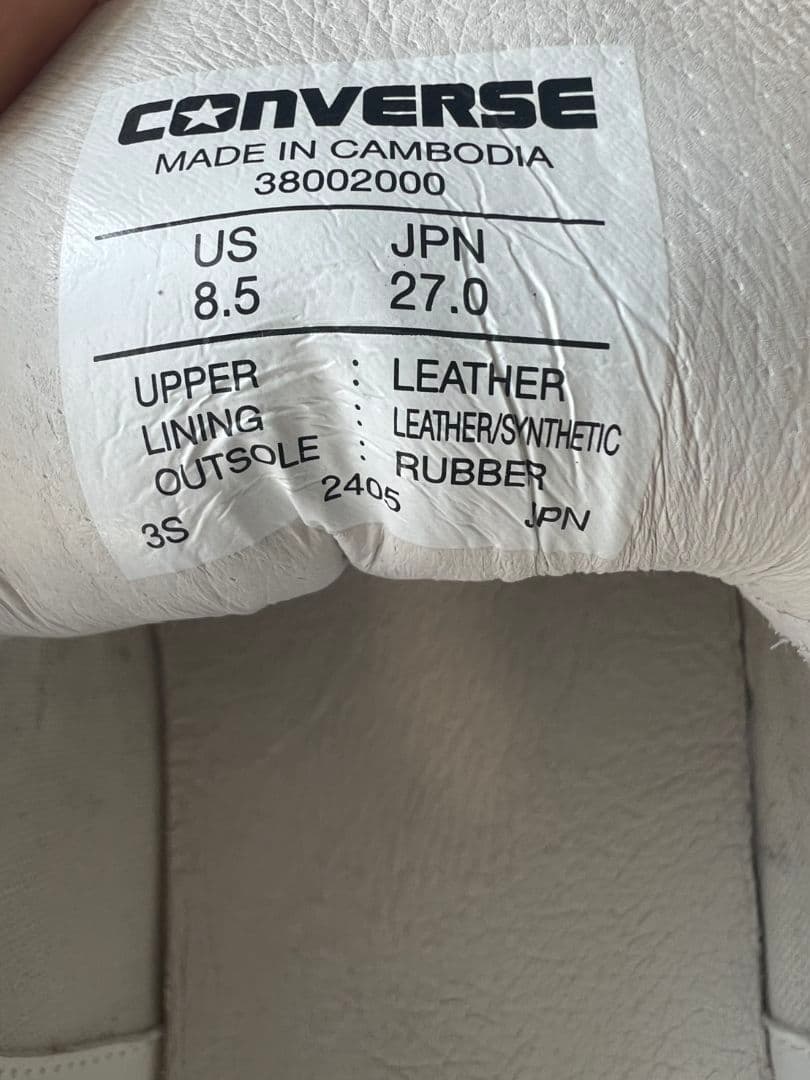 CONVERSE
MADE IN CAMBODIA
38002000
US JPN
8.5 27.0
UPPER : LEATHER
LINING : LEATHER/SYNTHETIC
OUTSOLE : RUBBER
3S 2405 JPN